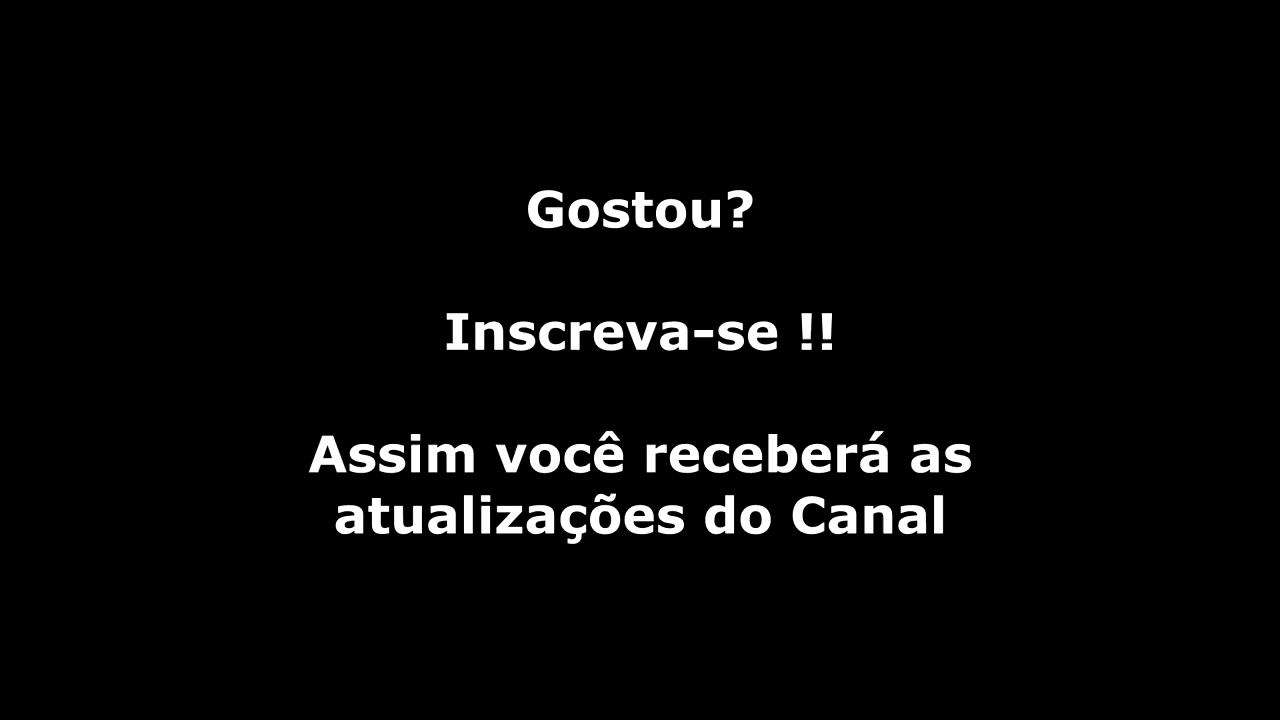 Gostou?
Inscreva-se !!
Assim você receberá as
atualizações do Canal